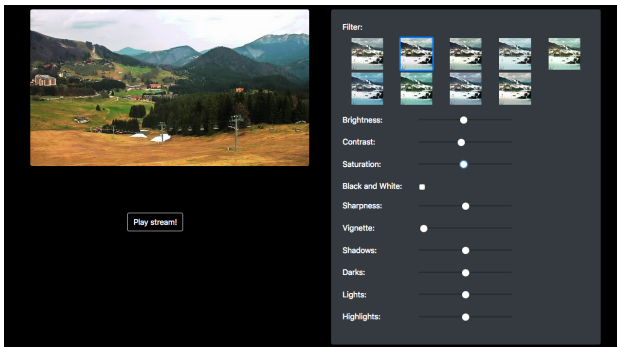 Filter:
Brightness:
Contrast:
Saturation:
Black and White:
Sharpness:
Vignette:
Shadows:
Darks:
Lights:
Highlights:
Play stream!